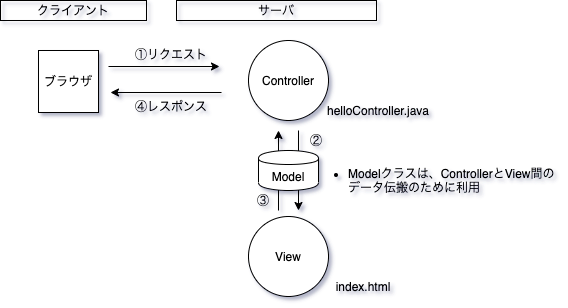 クライアント
サーバ
①リクエスト
ブラウザ
Controller
④レスポンス
helloController.java
②
Model
• Modelクラスは、ControllerとView間の
データ伝搬のために利用
③
View
index.html